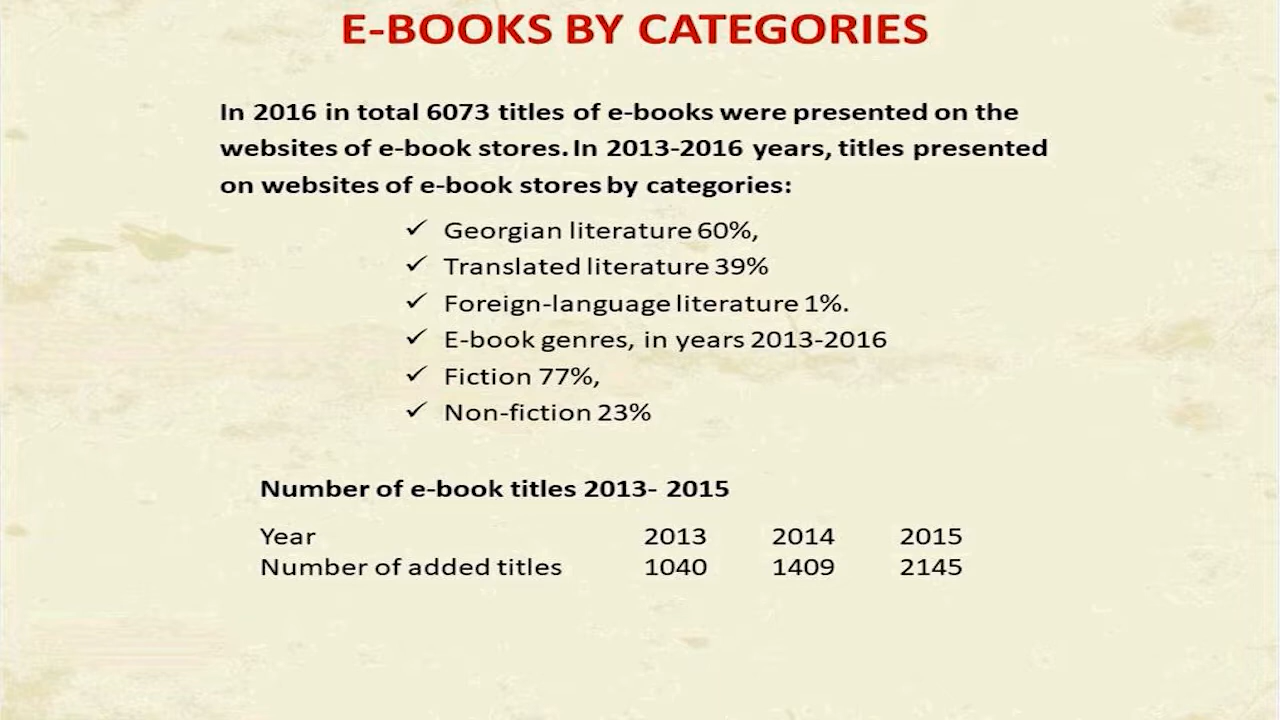 E-BOOKS BY CATEGORIES
In 2016 in total 6073 titles of e-books were presented on the
websites of e-book stores. In 2013-2016 years, titles presented
on websites of e-book stores by categories:
✓ Georgian literature 60%,
✓ Translated literature 39%
✓ Foreign-language literature 1%.
✓ E-book genres, in years 2013-2016
✓ Fiction 77%,
✓ Non-fiction 23%
Number of e-book titles 2013- 2015
Year 2013 2014 2015
Number of added titles 1040 1409 2145